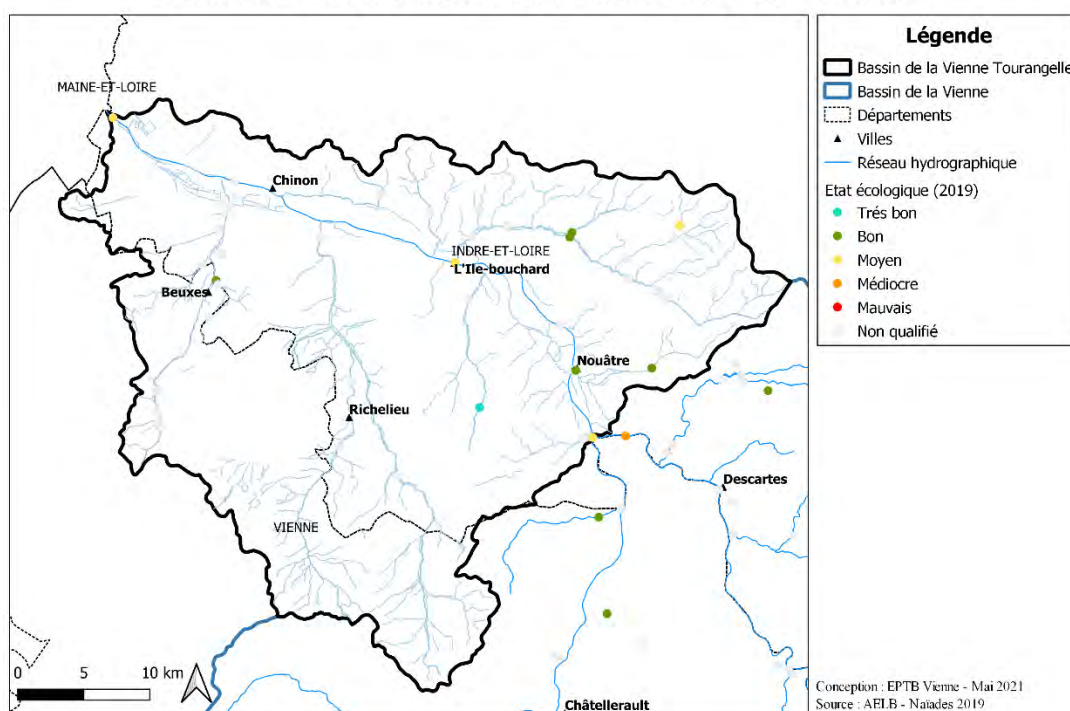 MAINE-ET-LOIRE
Chinon
INDRE-ET-LOIRE
L'Ile-bouchard
Beuxes
Nouâtre
Richelieu
Descartes
VIENNE
Châtellerault
0 5 10 km
Légende
Bassin de la Vienne Tourangelle
Bassin de la Vienne
Départements
Villes
Réseau hydrographique
Etat écologique (2019)
Trés bon
Bon
Moyen
Médiocre
Mauvais
Non qualifié
Conception : EPTB Vienne - Mai 2021
Source : AELB - Naïades 2019